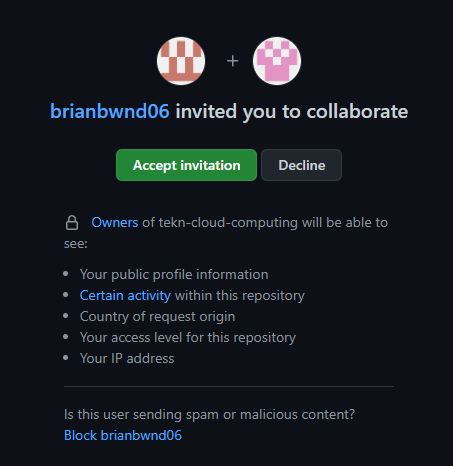 +
brianbwnd06 invited you to collaborate
Accept invitation Decline
Owners of tekn-cloud-computing will be able to
see:
• Your public profile information
• Certain activity within this repository
• Country of request origin
• Your access level for this repository
• Your IP address
Is this user sending spam or malicious content?
Block brianbwnd06